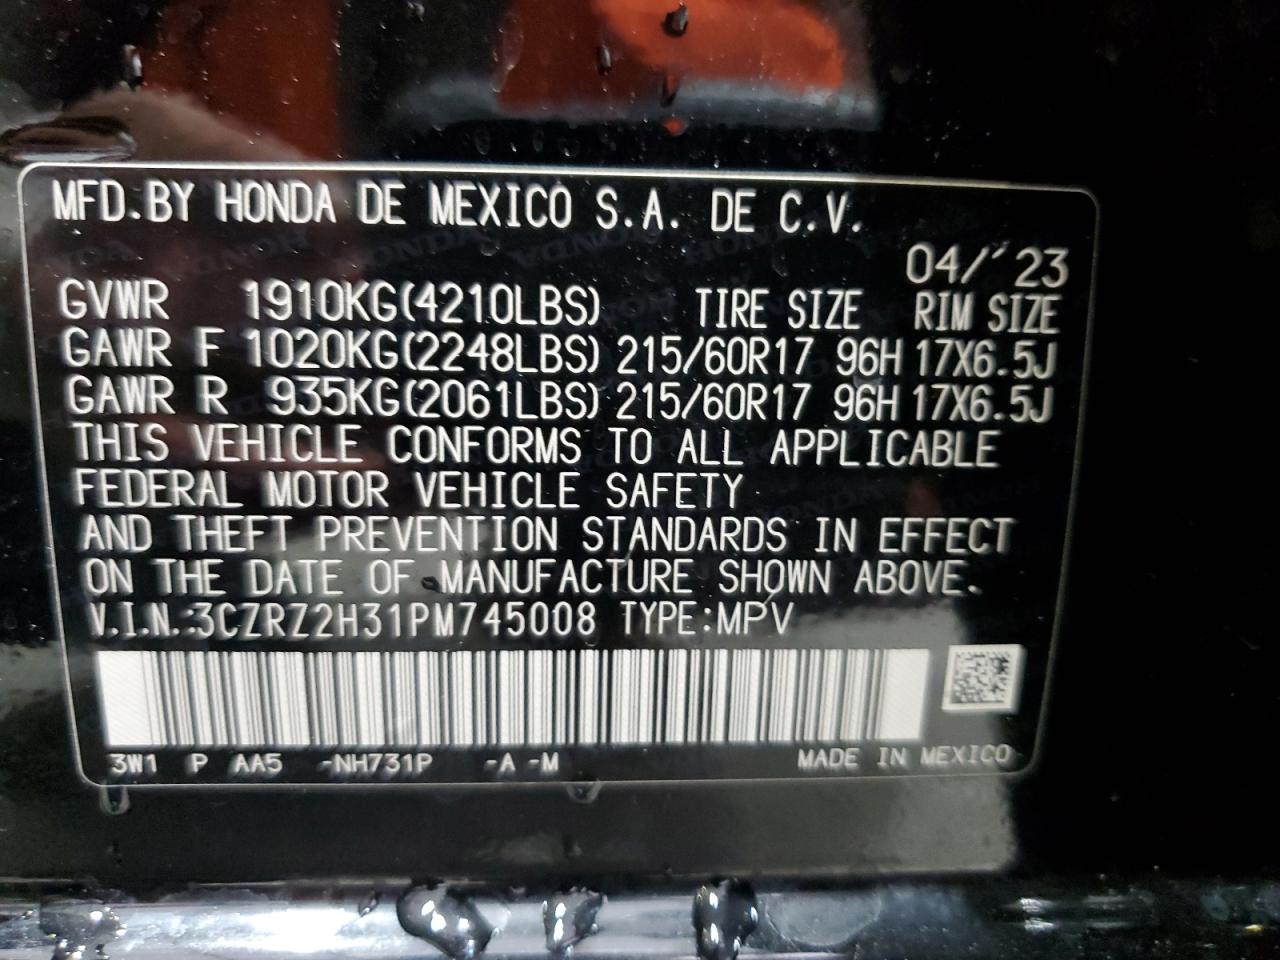 MFD.BY HONDA DE MEXICO S.A. DE C.V.
04/'23
GVWR 1910KG(4210LBS) TIRE SIZE RIM SIZE
GAWR F 1020KG(2248LBS) 215/60R17 96H 17X6.5J
GAWR R 935KG(2061LBS) 215/60R17 96H 17X6.5J
THIS VEHICLE CONFORMS TO ALL APPLICABLE
FEDERAL MOTOR VEHICLE SAFETY
AND THEFT PREVENTION STANDARDS IN EFFECT
ON THE DATE OF MANUFACTURE SHOWN ABOVE.
V.I.N.:3CZRZ2H31PM745008 TYPE:MPV
3W1 P AA5 -NH731P -A -M MADE IN MEXICO